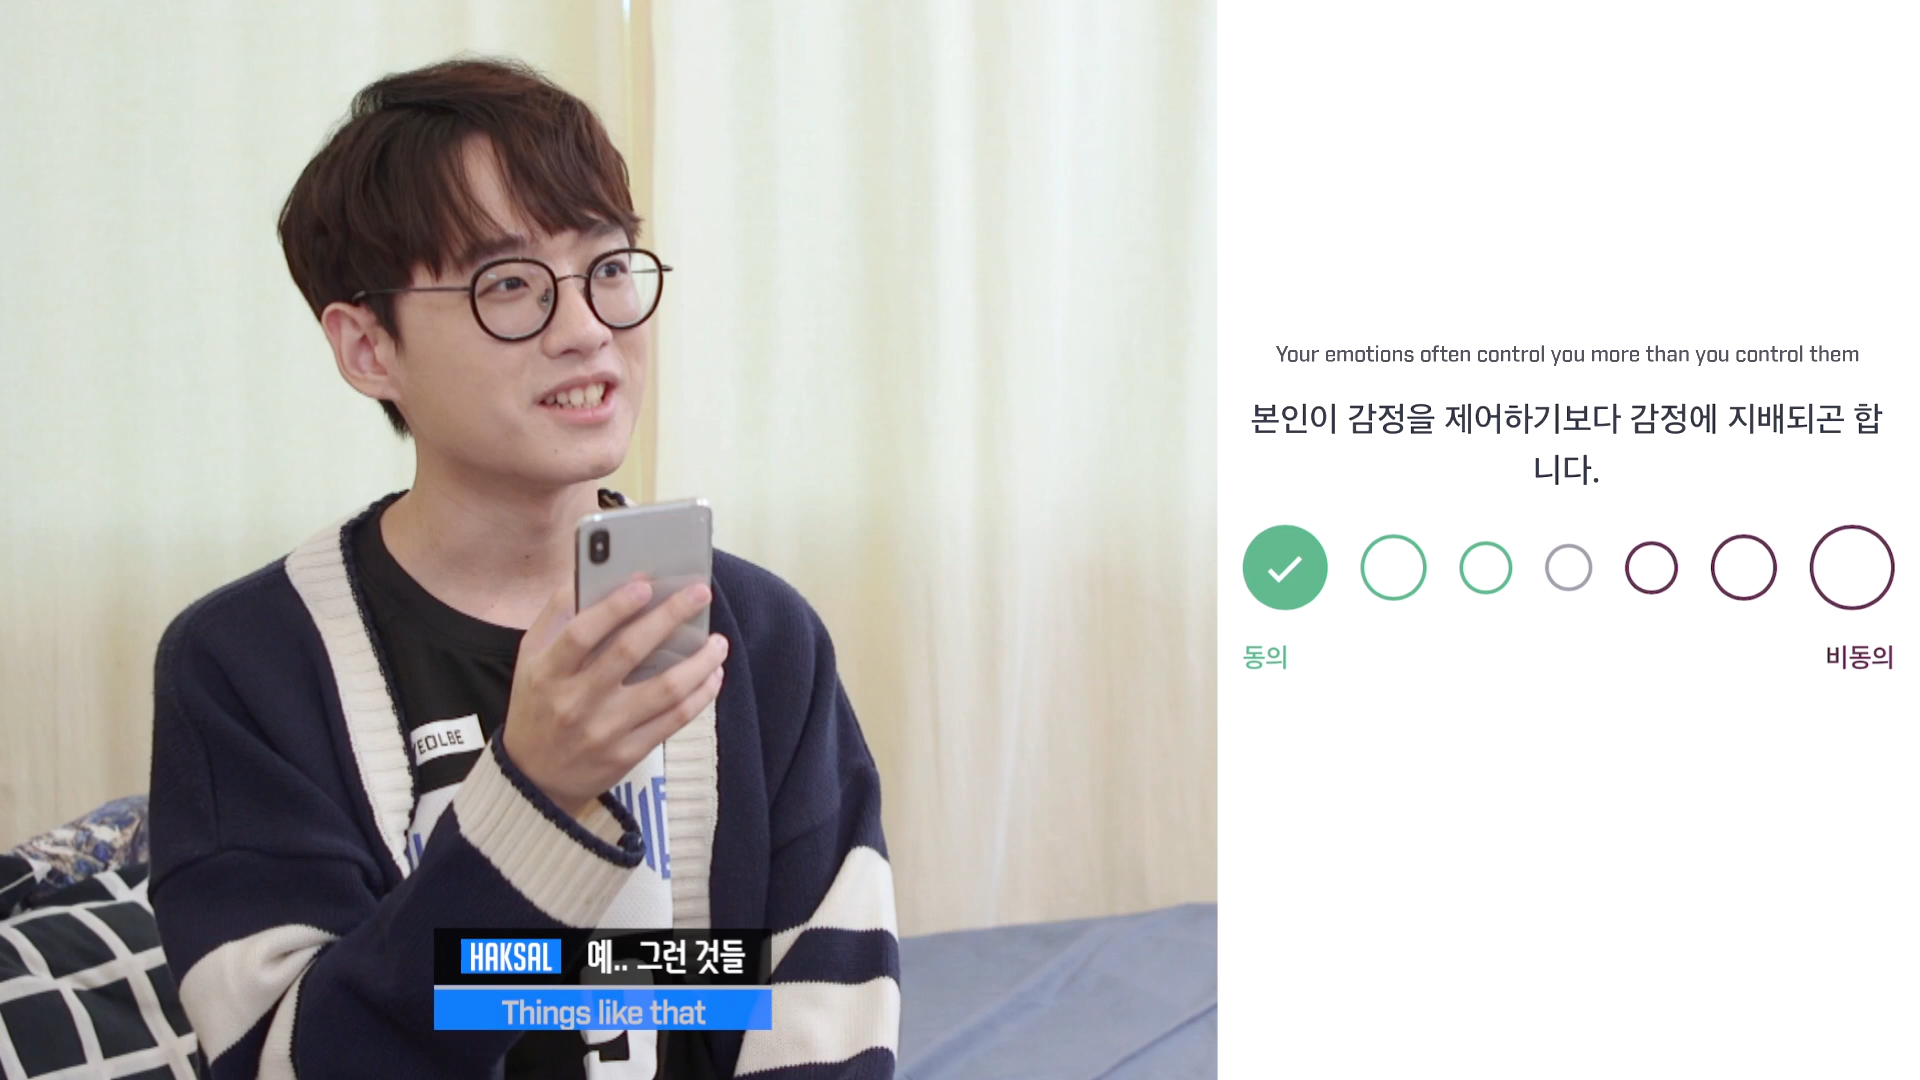 Your emotions often control you more than you control them
본인이 감정을 제어하기보다 감정에 지배되곤 합
니다.
동의
비동의
YEOLBE
HAKSAL 예.. 그런 것들
Things like that